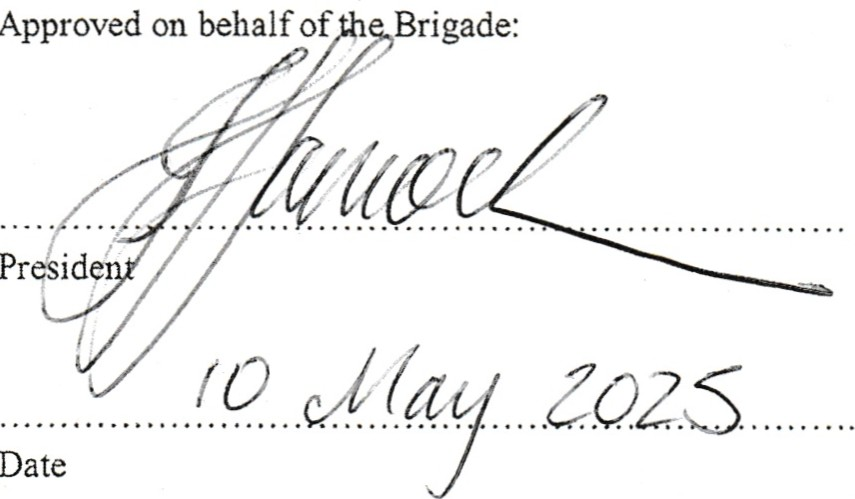 Approved on behalf of the Brigade:
President
10 May 2025
Date